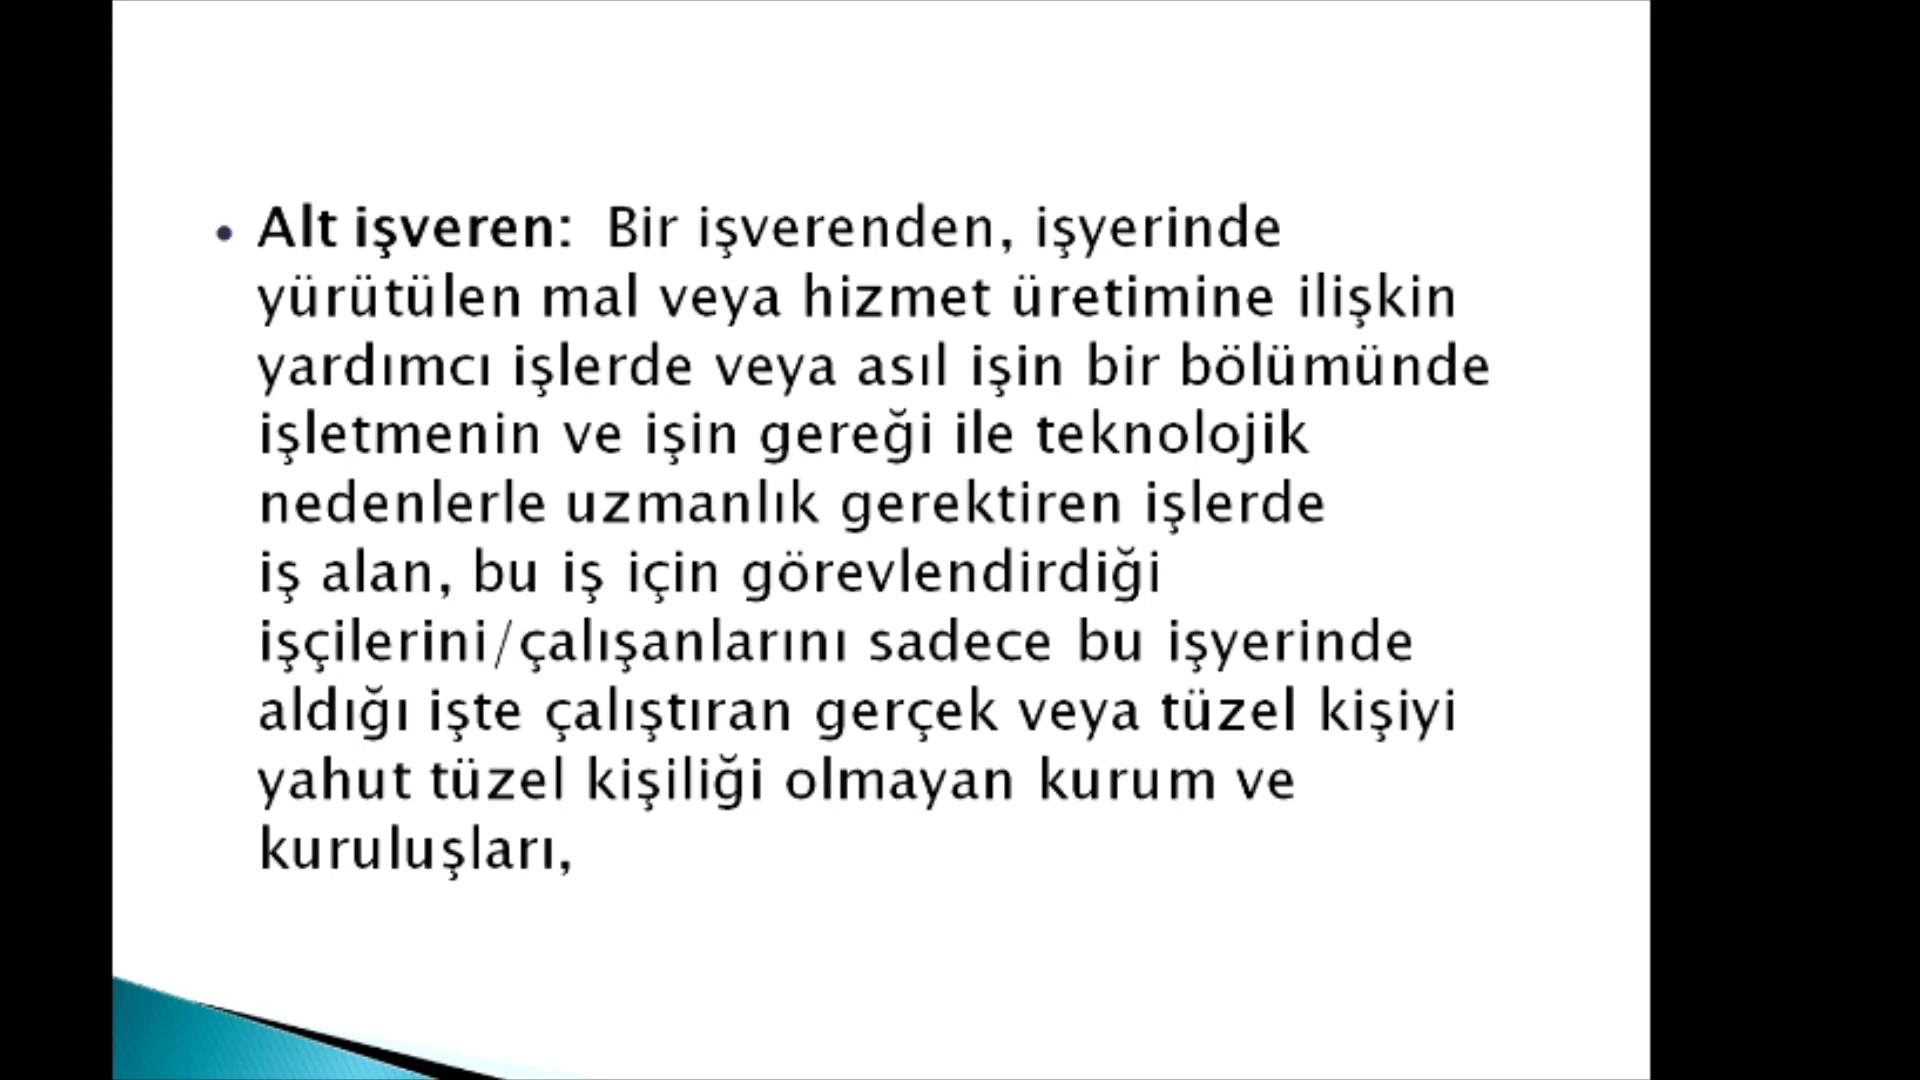 • Alt işveren: Bir işverenden, işyerinde
yürütülen mal veya hizmet üretimine ilişkin
yardımcı işlerde veya asıl işin bir bölümünde
işletmenin ve işin gereği ile teknolojik
nedenlerle uzmanlık gerektiren işlerde
iş alan, bu iş için görevlendirdiği
işçilerini/çalışanlarını sadece bu işyerinde
aldığı işte çalıştıran gerçek veya tüzel kişiyi
yahut tüzel kişiliği olmayan kurum ve
kuruluşları,